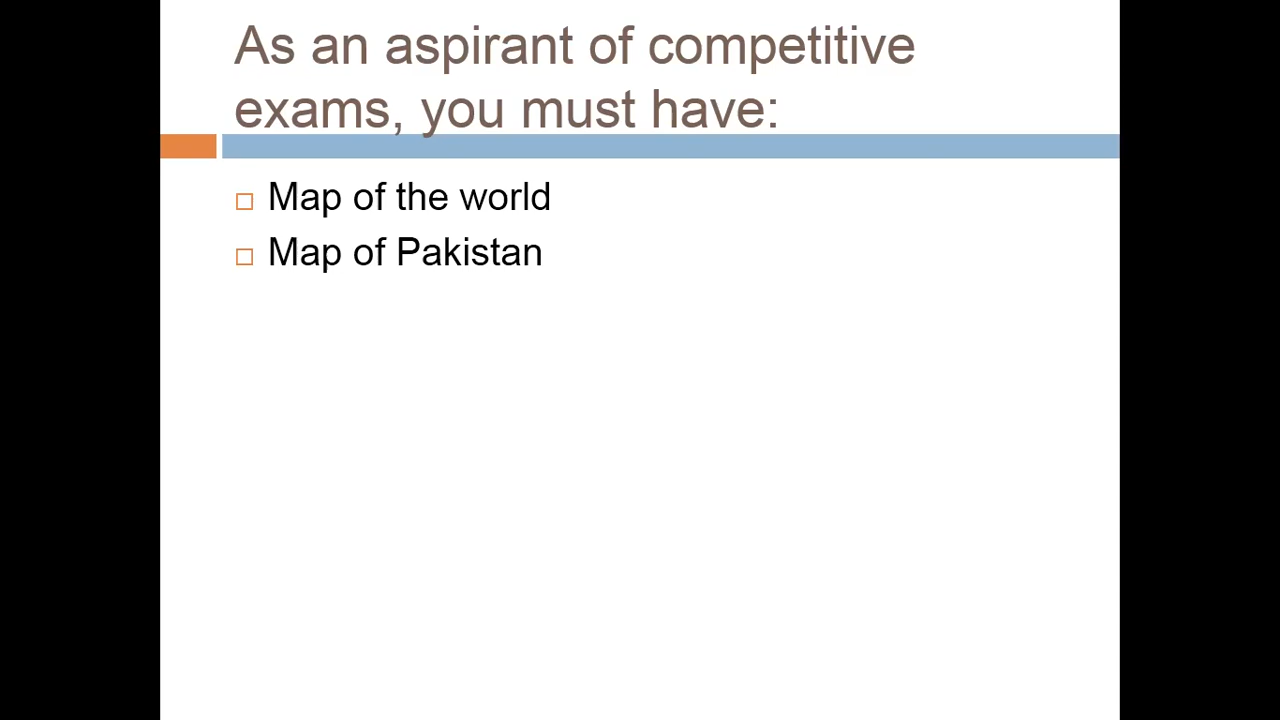 As an aspirant of competitive
exams, you must have:
Map of the world
Map of Pakistan